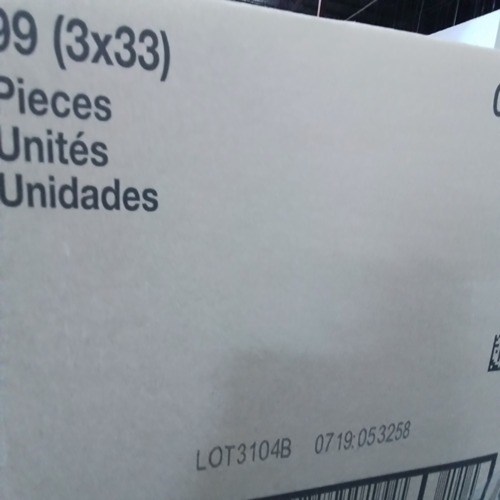 99 (3x33)
Pieces
Unités
Unidades
LOT3104B 0719:053258